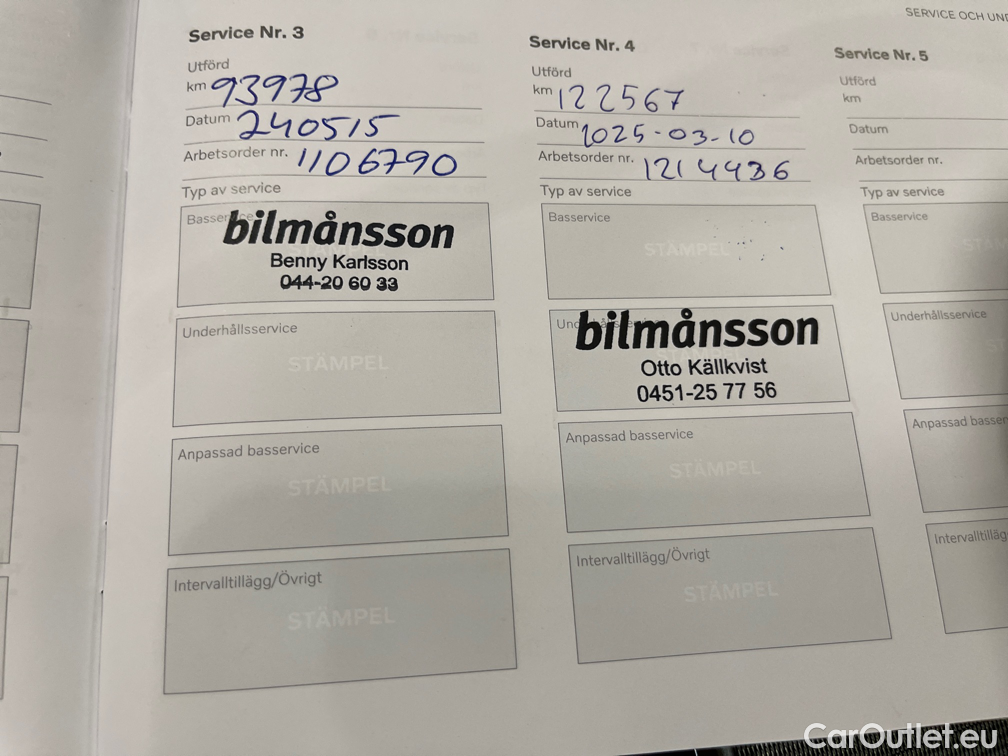 SERVICE OCH
Service Nr. 3
Utförd
km 93978
Datum 240515
Arbetsorder nr. 1106790
Typ av service
Basservice
bilmånsson
Benny Karlsson
044-20 60 33
Underhållsservice
STÄMPEL
Anpassad basservice
STÄMPEL
Intervalltillägg/Övrigt
STÄMPEL
Service Nr. 4
Utförd
km 122567
Datum 2025-03-10
Arbetsorder nr. 1214436
Typ av service
Basservice
STÄMPEL
bilmånsson
Otto Källkvist
0451-25 77 56
Anpassad basservice
STÄMPEL
Intervalltillägg/Övrigt
STÄMPEL
Service Nr. 5
Utförd
km
Datum
Arbetsorder nr.
Typ av service
Basservice
Underhållsservice
Anpassad
CarOutlet.eu